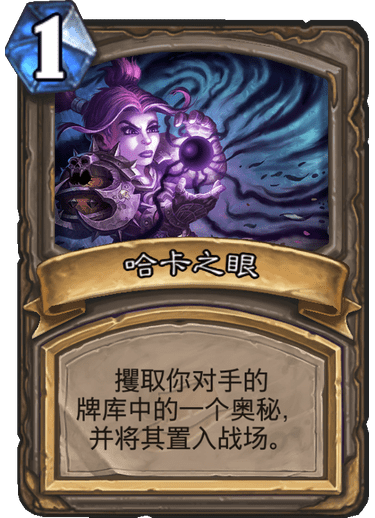 1
哈卡之眼
攫取你对手的
牌库中的一个奥秘，
并将其置入战场。